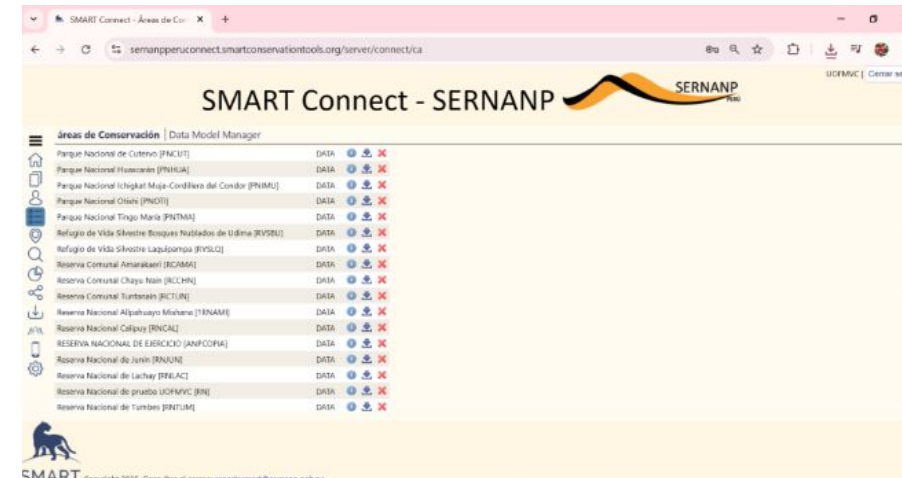 SMART Connect - Áreas de Con
sernanpperuconnect.smartconservationtools.org/server/connect/ca
UOFMVC | Cerrar se
SMART Connect - SERNANP
SERNANP
PERÚ
áreas de Conservación | Data Model Manager
Parque Nacional de Cutervo [PNCUT] DATA
Parque Nacional Huascarán [PNHUA] DATA
Parque Nacional Ichigkat Muja-Cordillera del Condor [PNIMU] DATA
Parque Nacional Otishi [PNOTI] DATA
Parque Nacional Tingo María [PNTMA] DATA
Refugio de Vida Silvestre Bosques Nublados de Udima [RVSBU] DATA
Refugio de Vida Silvestre Laquipampa [RVSLQ] DATA
Reserva Comunal Amarakaeri [RCAMA] DATA
Reserva Comunal Chayu Nain [RCCHN] DATA
Reserva Comunal Tuntanain [RCTUN] DATA
Reserva Nacional Allpahuayo Mishana [1RNAMI] DATA
Reserva Nacional Calipuy [RNCAL] DATA
RESERVA NACIONAL DE EJERCICIO [ANPCOPIA] DATA
Reserva Nacional de Junín [RNJUN] DATA
Reserva Nacional de Lachay [RNLAC] DATA
Reserva Nacional de prueba UOFMVC [RN] DATA
Reserva Nacional de Tumbes [RNTUM] DATA
SMART